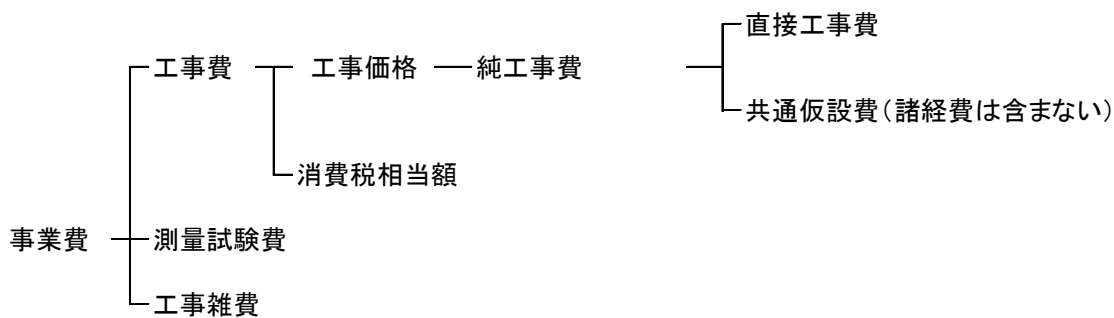 直接工事費
工事費 工事価格 純工事費
共通仮設費（諸経費は含まない）
消費税相当額
事業費 測量試験費
工事雑費